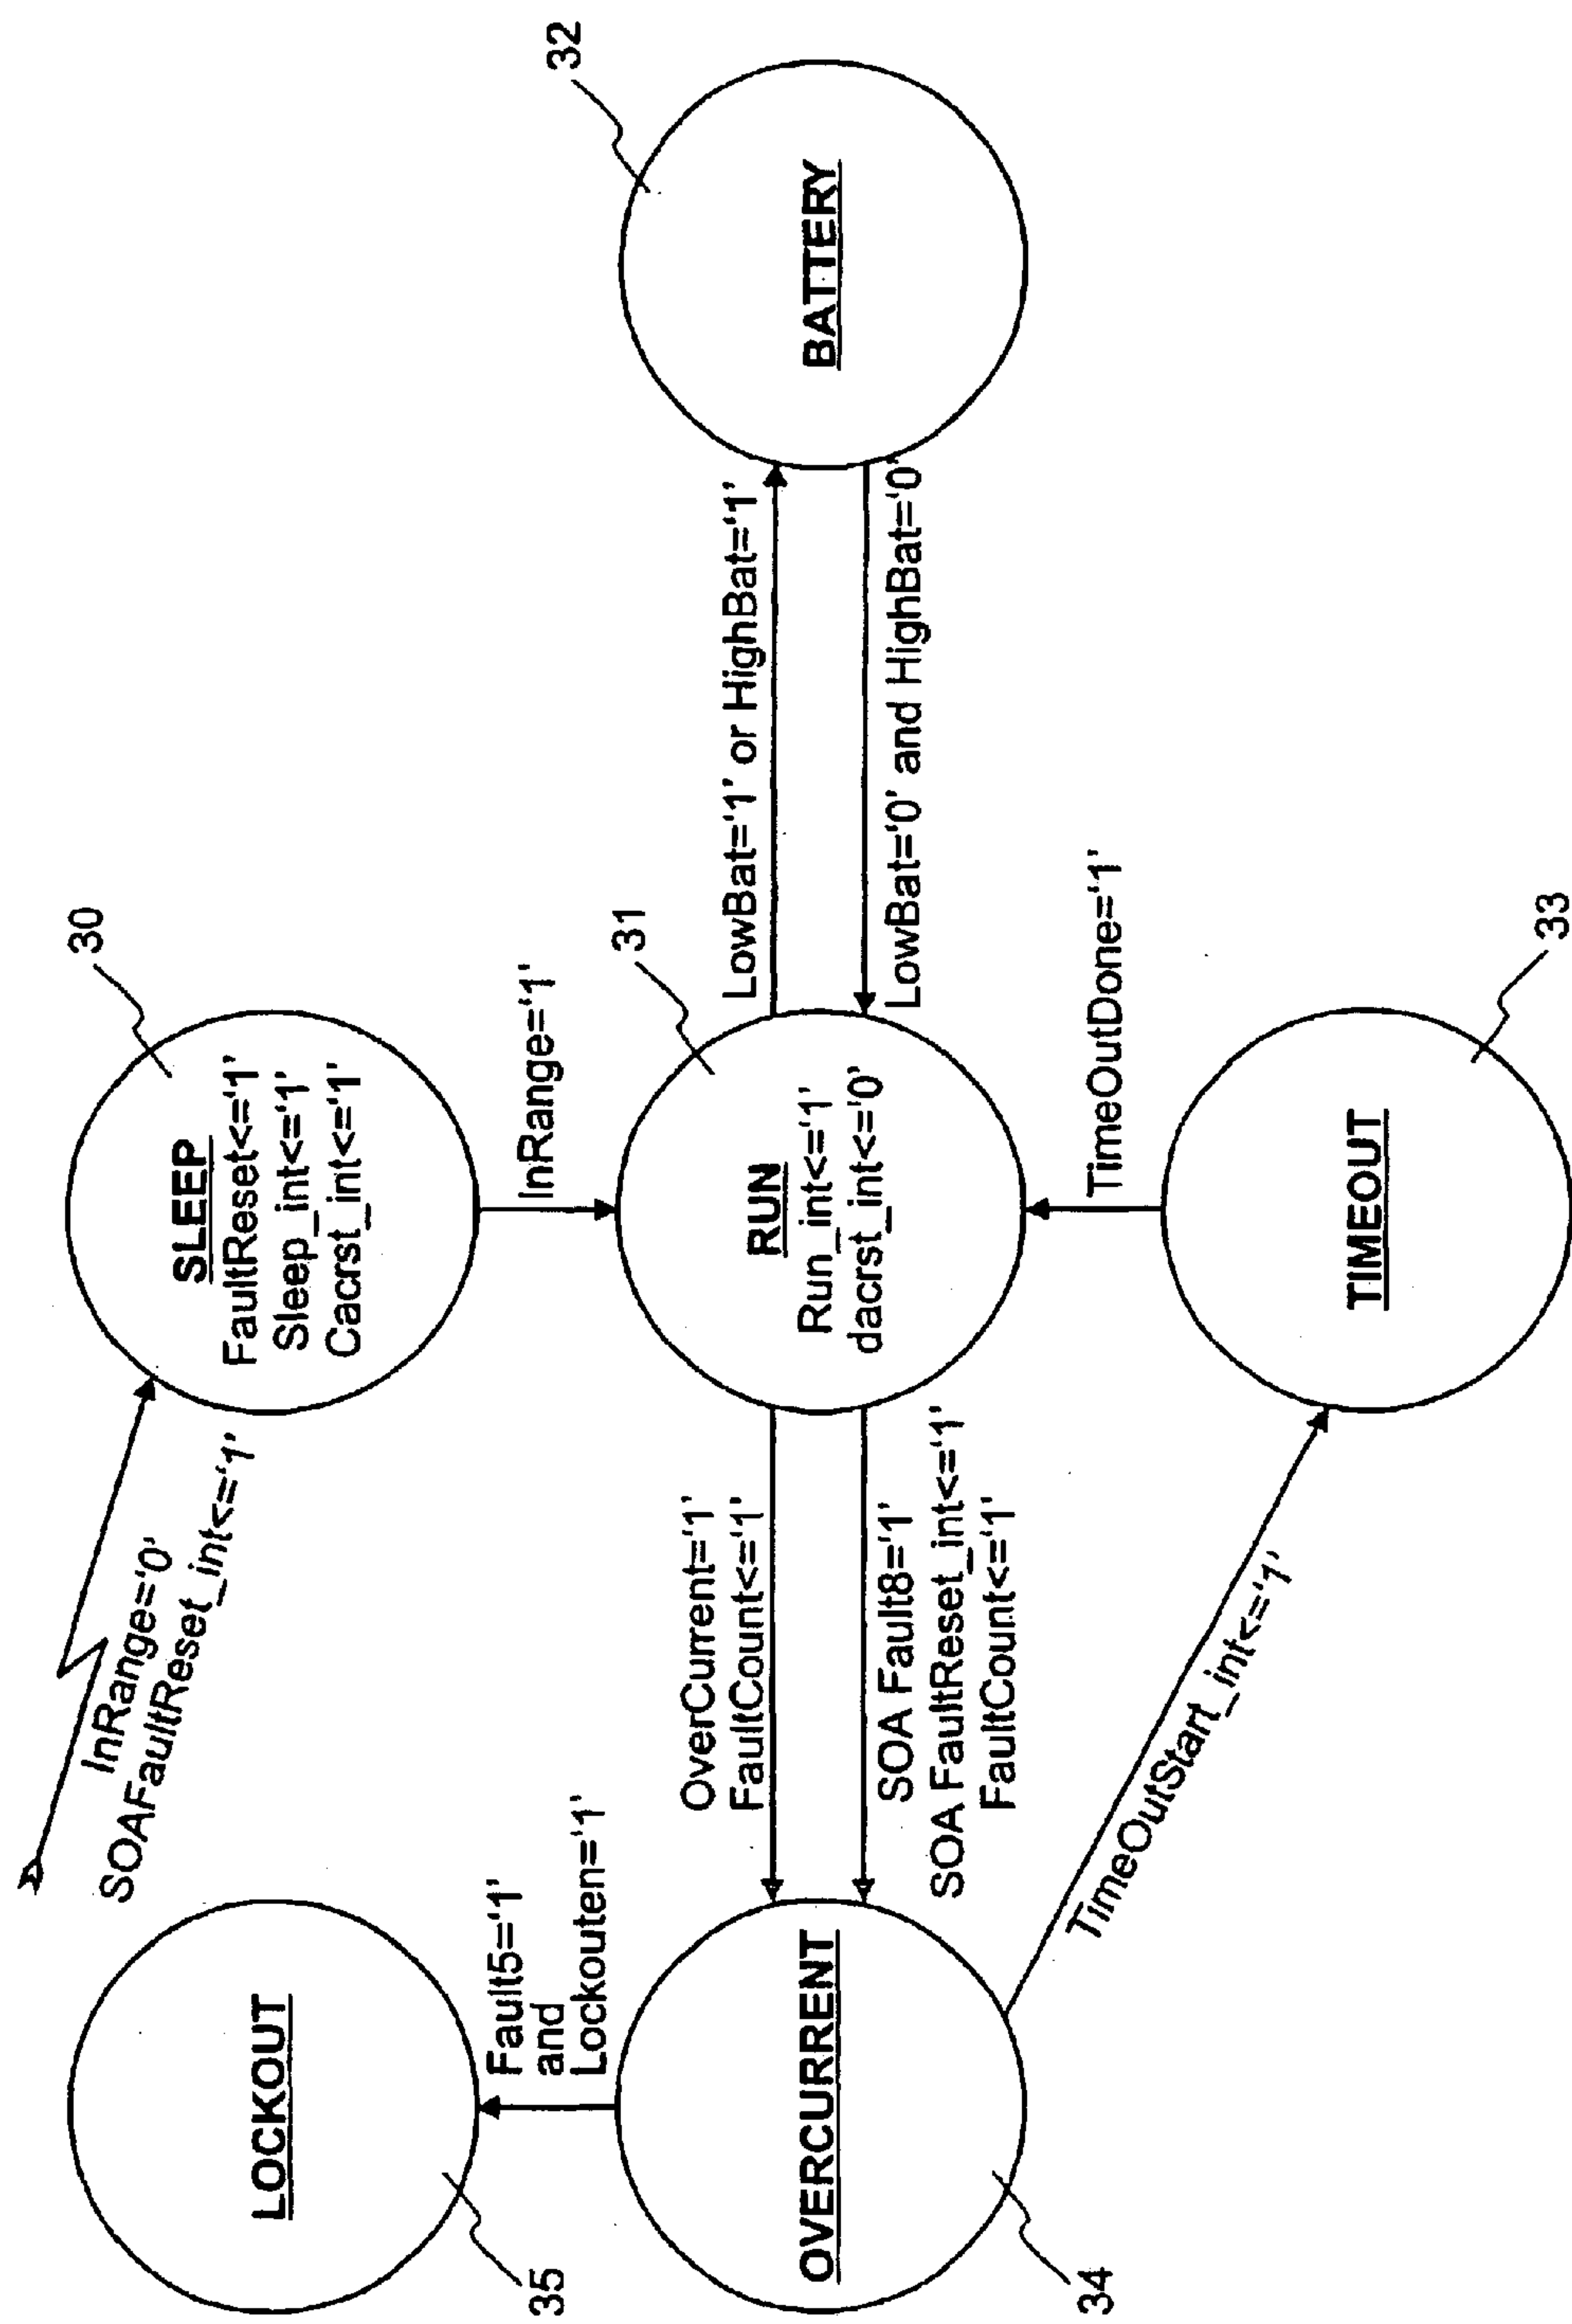 InRange='0'
SOAFaultReset_int<='1'
30
SLEEP
FaultReset<='1'
Sleep_int<='1'
Cacrst_int<='1'
LOCKOUT
35
Fault5='1'
and
Lockouten='1'
InRange='1'
31
32
OVERCURRENT
34
OverCurrent='1'
FaultCount<='1'
SOA Fault8='1'
SOA FaultReset_int<='1'
FaultCount<='1'
RUN
Run_int<='1'
dacrst_int<='0'
LowBat='1' or HighBat='1'
LowBat='0' and HighBat='0'
BATTERY
TimeOutStart_int<='1'
TimeOutDone='1'
TIMEOUT
33